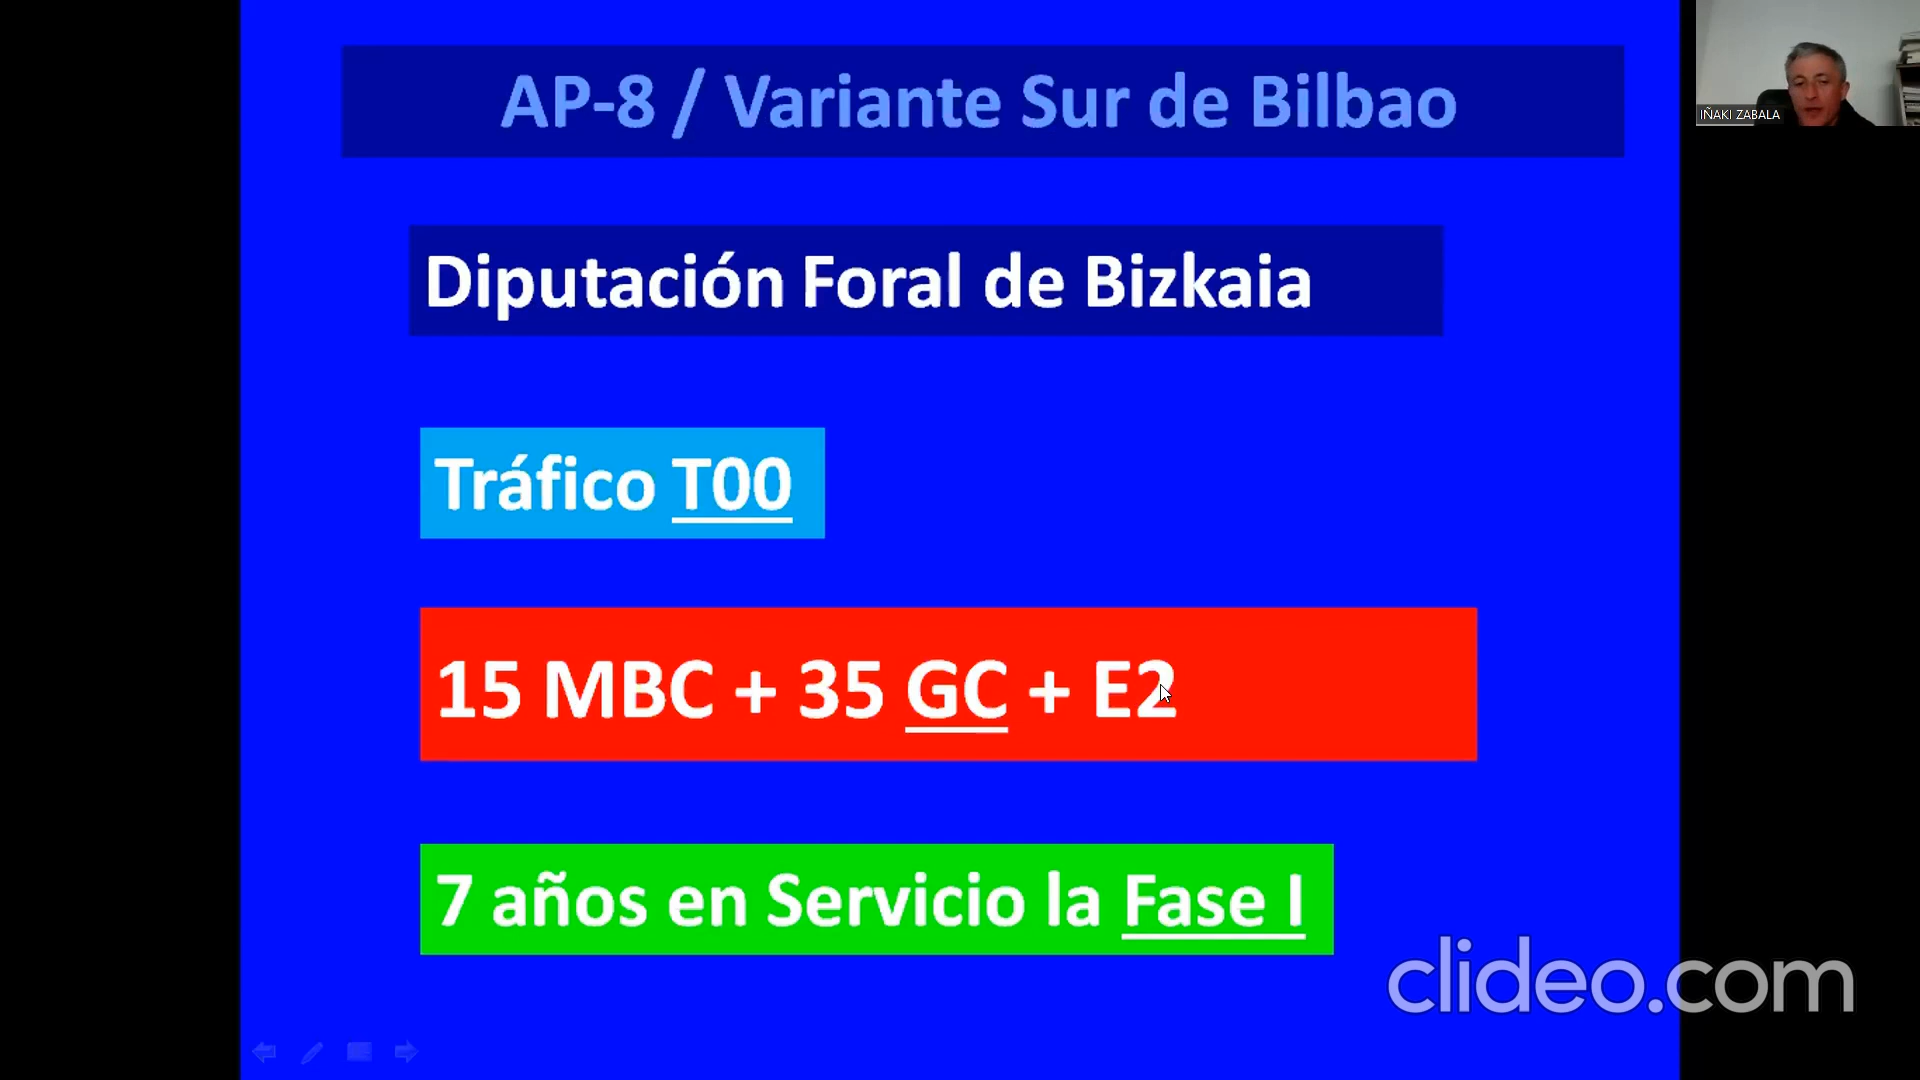 AP-8 / Variante Sur de Bilbao
IÑAKI ZABALA
Diputación Foral de Bizkaia
Tráfico T00
15 MBC + 35 GC + E2
7 años en Servicio la Fase I
clideo.com